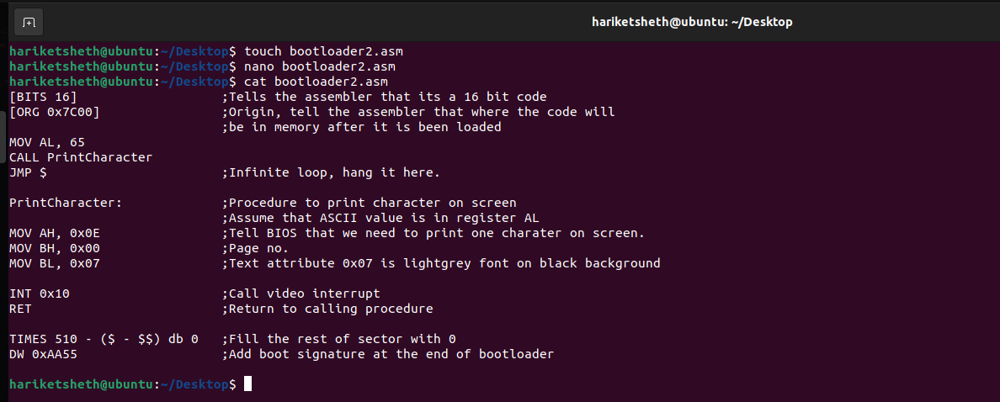 hariketsheth@ubuntu: ~/Desktop
hariketsheth@ubuntu:~/Desktop$ touch bootloader2.asm
hariketsheth@ubuntu:~/Desktop$ nano bootloader2.asm
hariketsheth@ubuntu:~/Desktop$ cat bootloader2.asm
[BITS 16]                   ;Tells the assembler that its a 16 bit code
[ORG 0x7C00]                ;Origin, tell the assembler that where the code will
                            ;be in memory after it is been loaded
MOV AL, 65
CALL PrintCharacter
JMP $                       ;Infinite loop, hang it here.
PrintCharacter:             ;Procedure to print character on screen
                            ;Assume that ASCII value is in register AL
MOV AH, 0x0E                ;Tell BIOS that we need to print one charater on screen.
MOV BH, 0x00                ;Page no.
MOV BL, 0x07                ;Text attribute 0x07 is lightgrey font on black background
INT 0x10                    ;Call video interrupt
RET                         ;Return to calling procedure
TIMES 510 - ($ - $$) db 0   ;Fill the rest of sector with 0
DW 0xAA55                   ;Add boot signature at the end of bootloader
hariketsheth@ubuntu:~/Desktop$